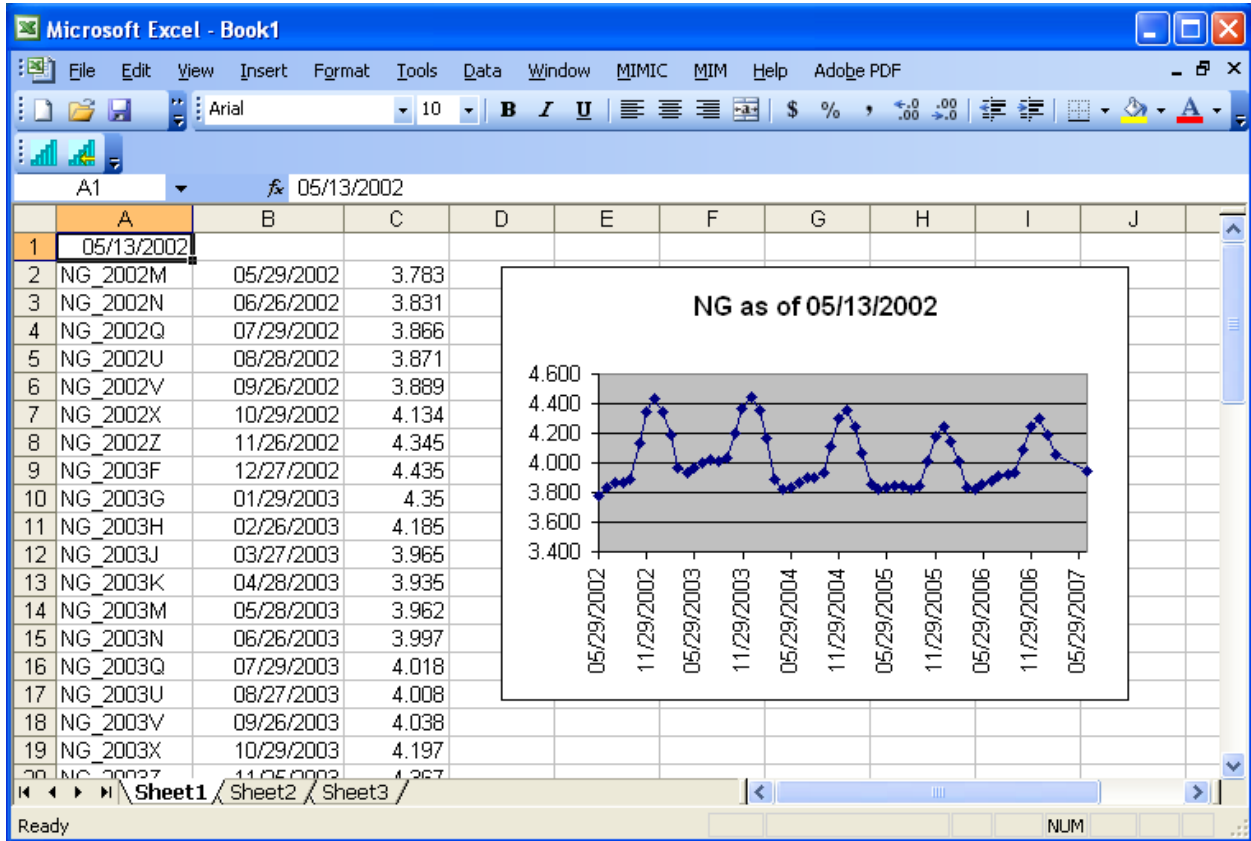 Microsoft Excel - Book1
File Edit View Insert Format Tools Data Window MIMIC MIM Help Adobe PDF
Arial 10 B I U $ % ,
A1 fx 05/13/2002
A B C D E F G H I J
1 05/13/2002
2 NG_2002M 05/29/2002 3.783
3 NG_2002N 06/26/2002 3.831
4 NG_2002Q 07/29/2002 3.866
5 NG_2002U 08/28/2002 3.871
6 NG_2002V 09/26/2002 3.889
7 NG_2002X 10/29/2002 4.134
8 NG_2002Z 11/26/2002 4.345
9 NG_2003F 12/27/2002 4.435
10 NG_2003G 01/29/2003 4.35
11 NG_2003H 02/26/2003 4.185
12 NG_2003J 03/27/2003 3.965
13 NG_2003K 04/28/2003 3.935
14 NG_2003M 05/28/2003 3.962
15 NG_2003N 06/26/2003 3.997
16 NG_2003Q 07/29/2003 4.018
17 NG_2003U 08/27/2003 4.008
18 NG_2003V 09/26/2003 4.038
19 NG_2003X 10/29/2003 4.197
20 NG_2003Z 11/25/2003 4.367
NG as of 05/13/2002
4.600
4.400
4.200
4.000
3.800
3.600
3.400
05/29/2002
11/29/2002
05/29/2003
11/29/2003
05/29/2004
11/29/2004
05/29/2005
11/29/2005
05/29/2006
11/29/2006
05/29/2007
Sheet1 Sheet2 Sheet3
Ready NUM